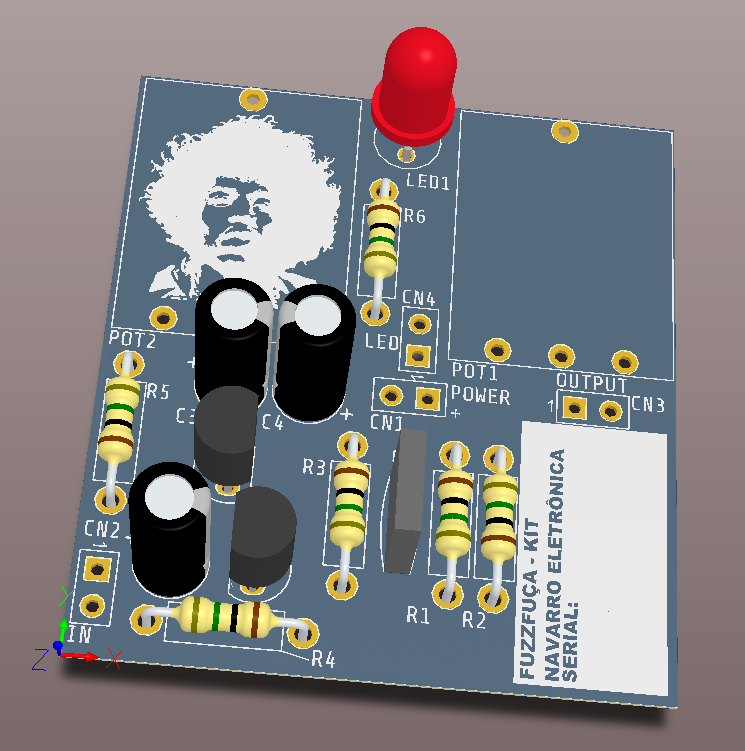 LED1
R6
CN4
LED
POT2
POT1
OUTPUT
R5
POWER
CN3
C3
C4
CN1
R3
CN2
R1
R2
IN
R4
FUZZFUÇA - KIT
NAVARRO ELETRÔNICA
SERIAL:
Y
Z
X